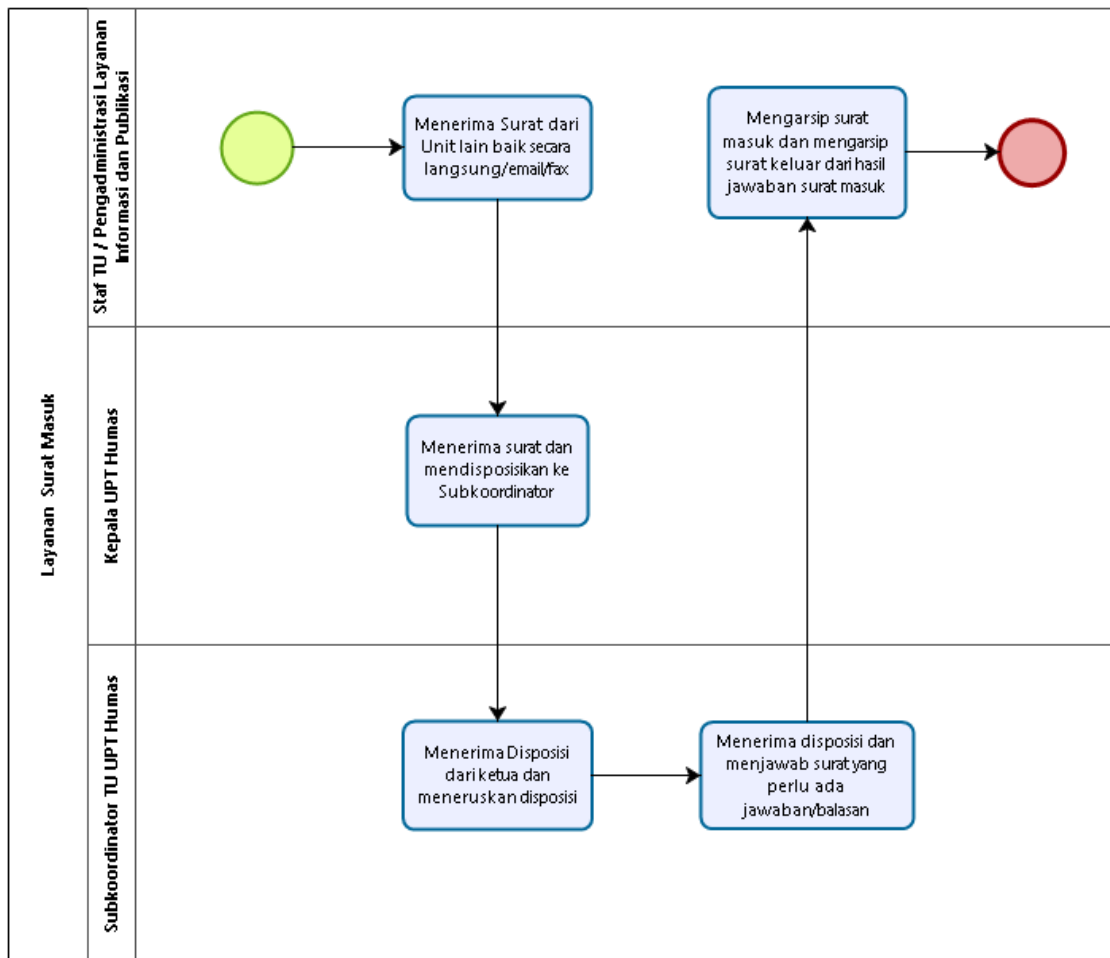 Layanan Surat Masuk
Staf TU / Pengadministrasi Layanan
Informasi dan Publikasi
Menerima Surat dari
Unit lain baik secara
langsung/email/fax
Mengarsip surat
masuk dan mengarsip
surat keluar dari hasil
jawaban surat masuk
Kepala UPT Humas
Menerima surat dan
mendisposisikan ke
Subkoordinator
Subkoordinator TU UPT Humas
Menerima Disposisi
dari ketua dan
meneruskan disposisi
Menerima disposisi dan
menjawab surat yang
perlu ada
jawaban/balasan